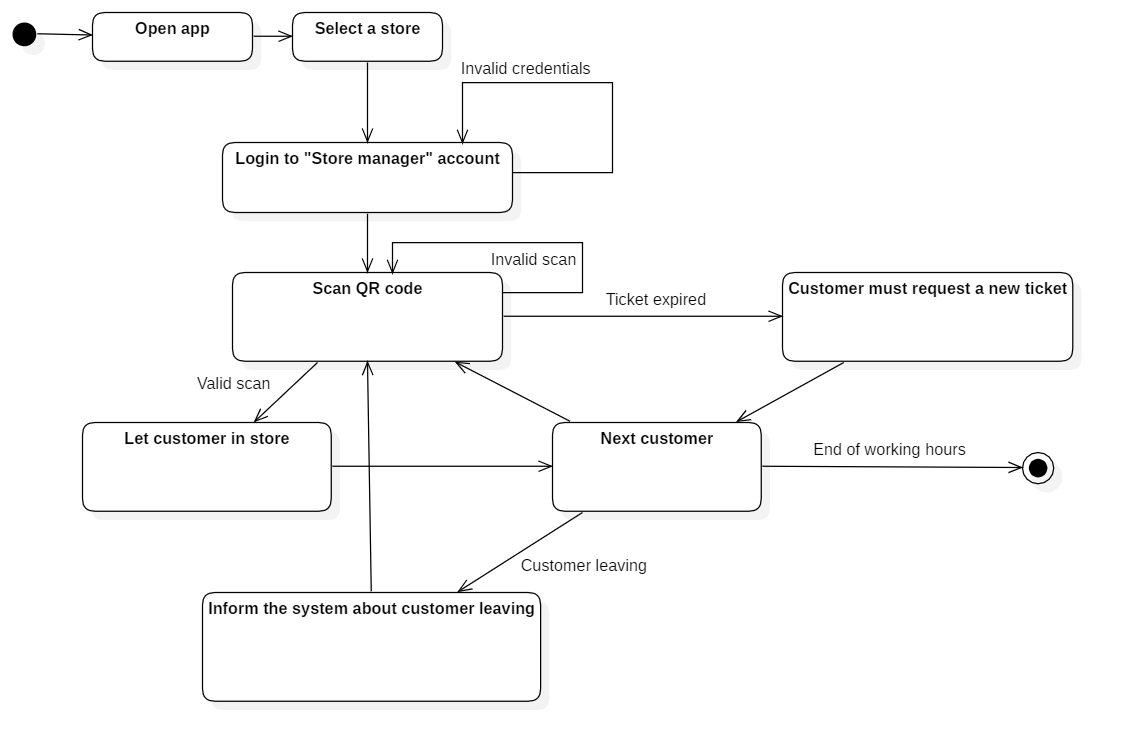 Open app
Select a store
Invalid credentials
Login to "Store manager" account
Invalid scan
Scan QR code
Ticket expired
Customer must request a new ticket
Valid scan
Let customer in store
Next customer
End of working hours
Customer leaving
Inform the system about customer leaving